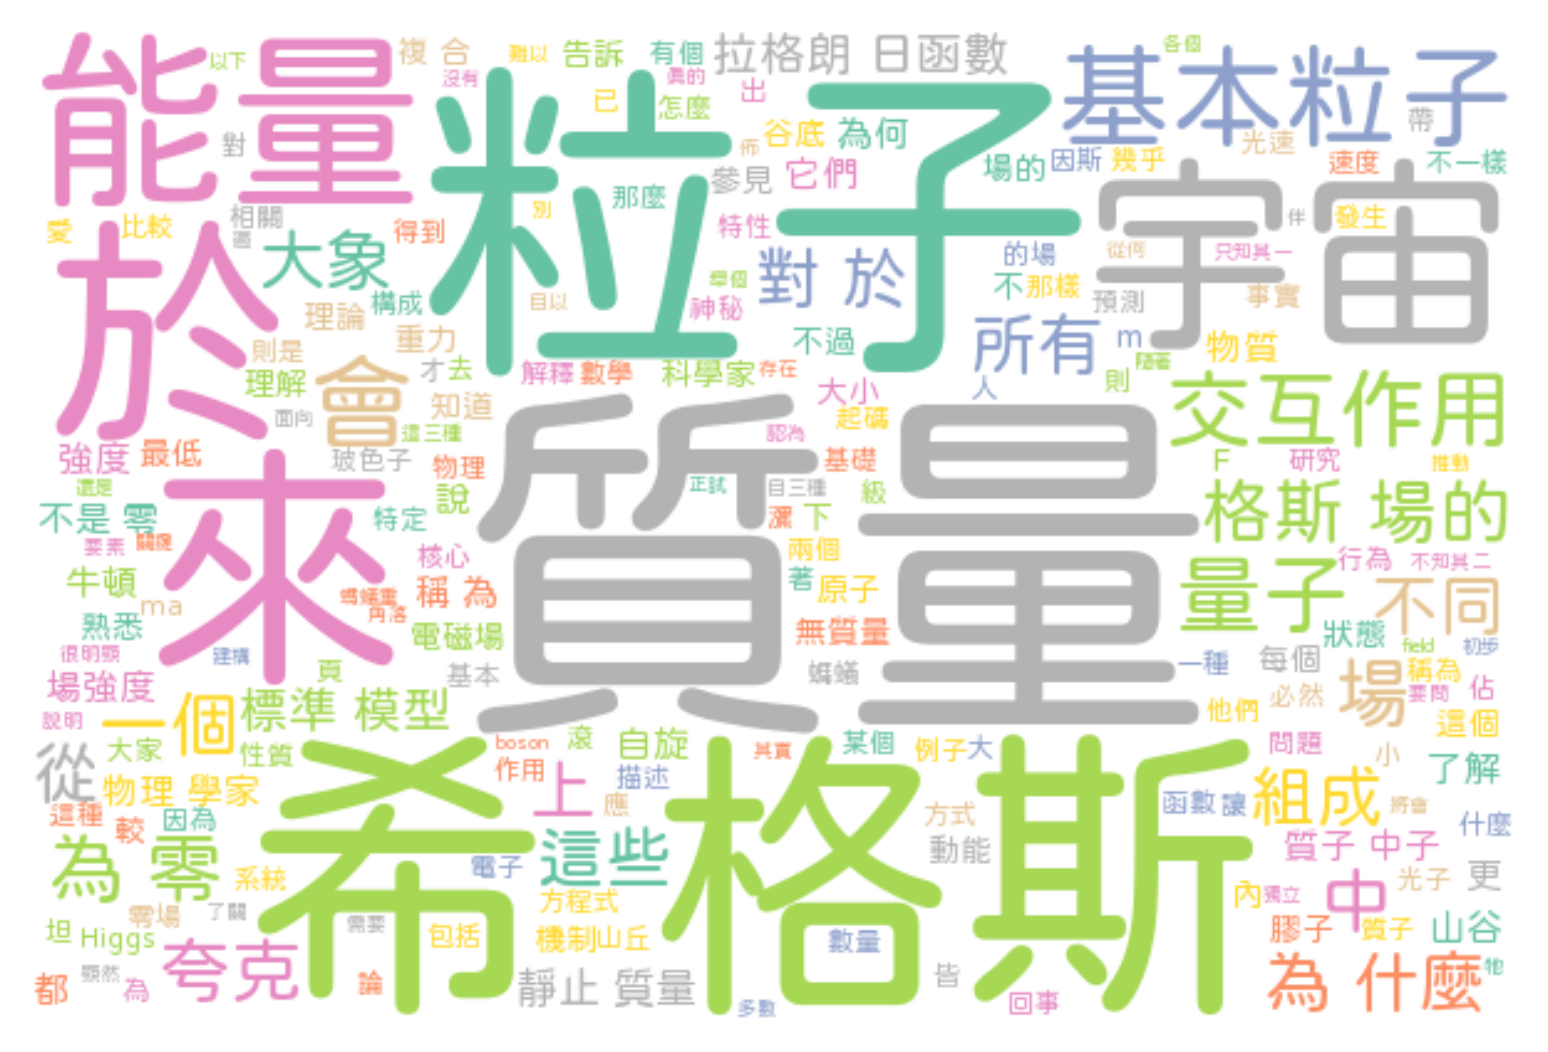 能量
以下
複 合
難以
告訴
有個
拉格朗 日函數
各個
基本粒子
沒有
真的
出
已
怎麼
帶
對
粒子
佈
谷底
為何
光速
參見
它們
場的
因斯
幾乎
速度
不一樣
那麼
宇宙
愛
比較
相關
得到
別
特性
伴
發生
於
大象
對 於
的場
從何
只知其一
舉個
構成
目以
神秘
不
那樣
預測
事實
理論
重力
不過
所有
m
物質
則是
隨著
理解
會
才
去
解釋
數學
科學家
存在
大小
人
則
交互作用
面向
知道
起碼
這三種
認為
質量
強度
最低
玻色子
物理
基礎
F
研究
推動
還是
說
正試
目三種
級
格斯 場的
不是 零
來
特定
下
要素
核心
兩個
行為
不知其二
牛頓
稱 為
著
原子
量子
不同
ma
螞蟻重
角落
熟悉
電磁場
無質量
狀態
很明顯
建構
頁
基本
螞蟻
一種
每個
field
初步
場強度
場
稱為
要問
佔
必然
說明
一個
標準 模型
他們
這個
從
大家
性質
希格斯
boson
滾
自旋
其實
某個
例子
大
問題
小
了解
物理 學家
作用
上
描述
應
方式
函數
讓
組成
將會
什麼
這種
較
因為
為 零
系統
電子
這些
動能
質子 中子
光子
更
零場
了關
方程式
內
獨立
中
坦
Higgs
需要
包括
機制
山丘
數量
膠子
質子
山谷
都
顯然
為
夸克
論
靜止 質量
皆
回事
為 什麼
牠
多數